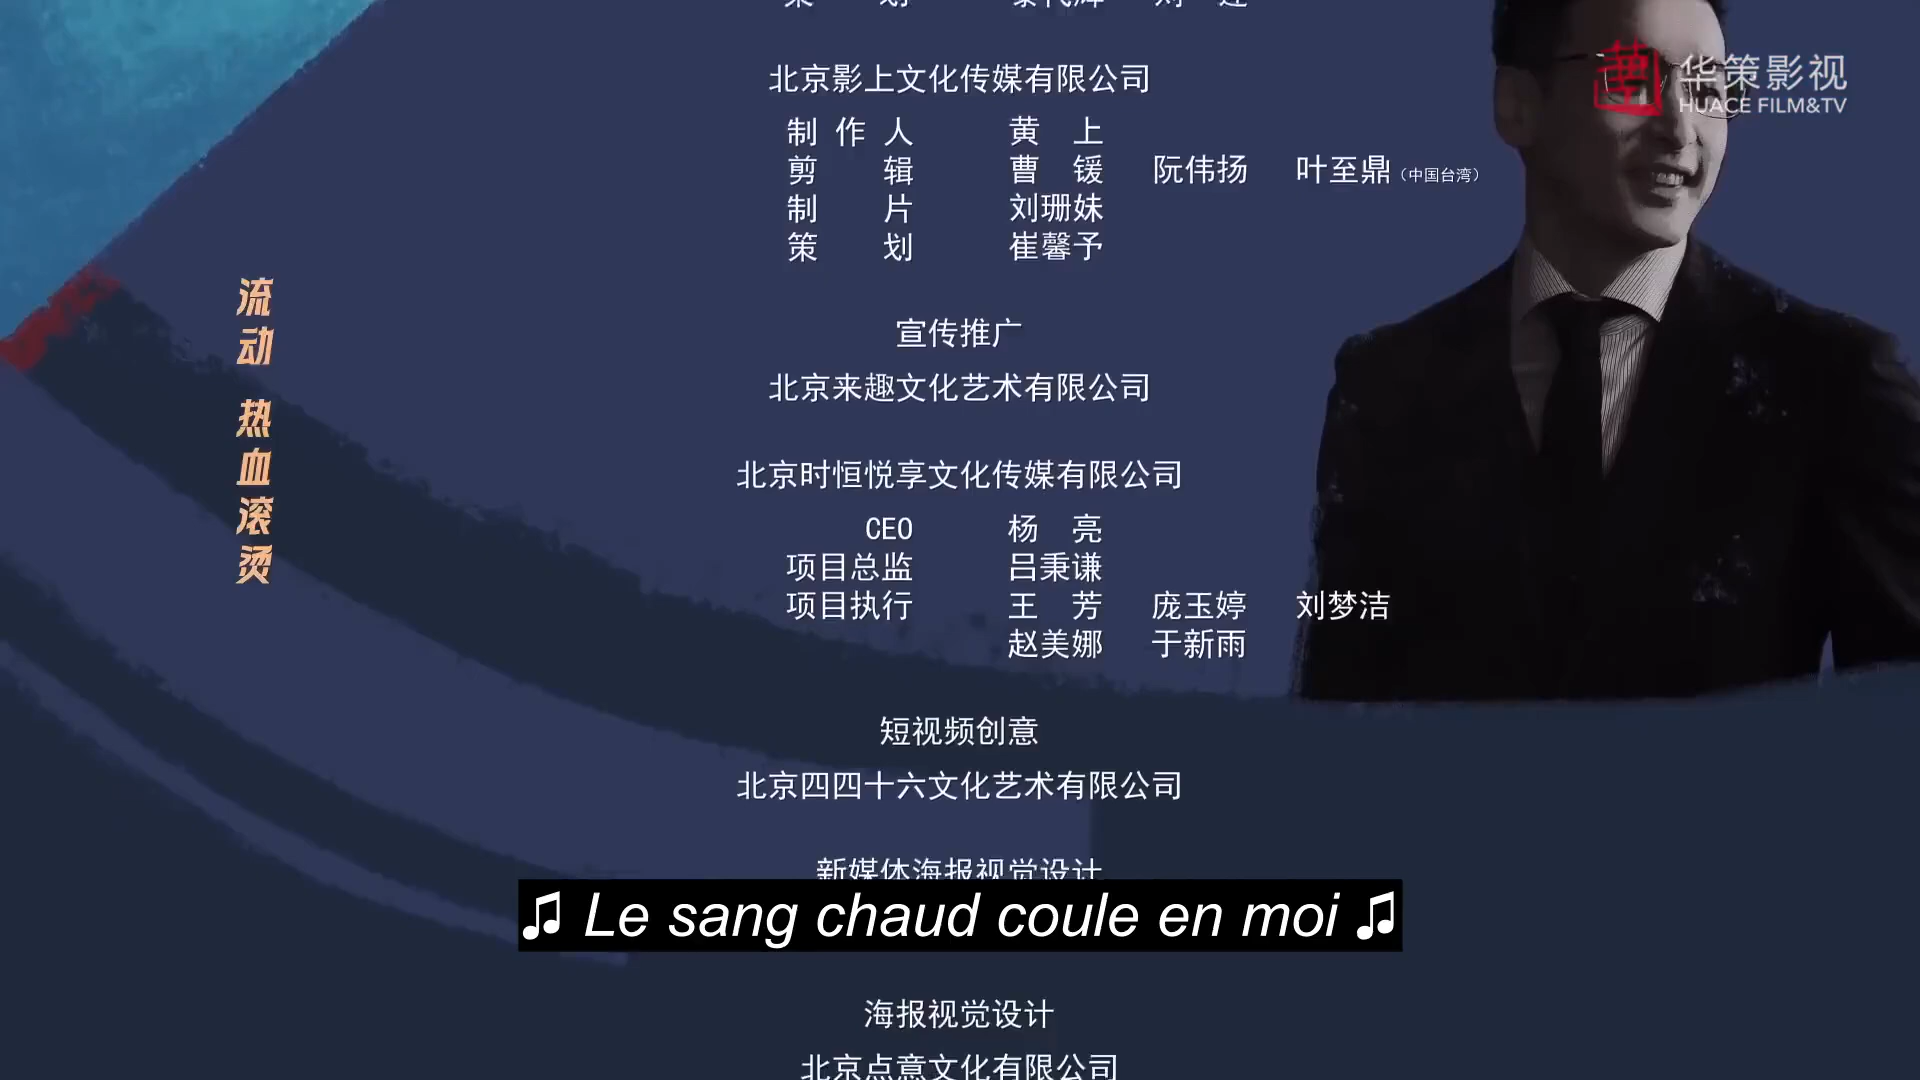 华策影视
HUACE FILM&TV
北京影上文化传媒有限公司
制作人 黄上
剪辑 曹锾 阮伟扬 叶至鼎(中国台湾)
制片 刘珊妹
策划 崔馨予
宣传推广
北京来趣文化艺术有限公司
北京时恒悦享文化传媒有限公司
CEO 杨亮
项目总监 吕秉谦
项目执行 王芳 庞玉婷 刘梦洁
赵美娜 于新雨
短视频创意
北京四四十六文化艺术有限公司
新媒体海报视觉设计
♫ Le sang chaud coule en moi ♫
海报视觉设计
北京点意文化有限公司
流动 热血滚烫